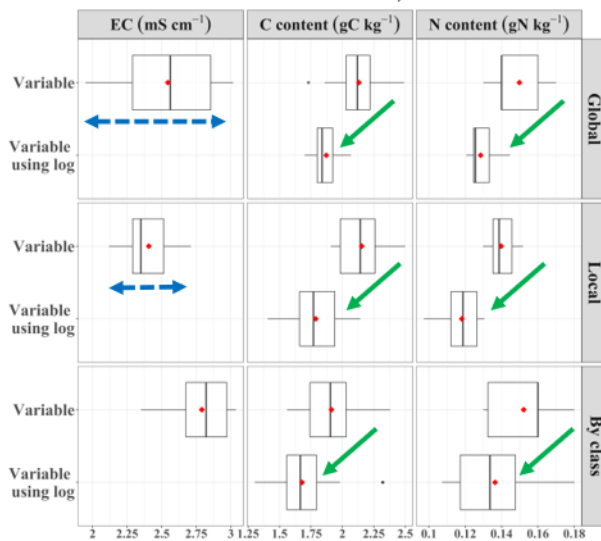 EC (mS cm⁻¹) C content (gC kg⁻¹) N content (gN kg⁻¹)
Variable
Variable
using log
Global
Variable
Variable
using log
Local
Variable
Variable
using log
By class
2 2.25 2.5 2.75 3 1.25 1.5 1.75 2 2.25 2.5 0.1 0.12 0.14 0.16 0.18